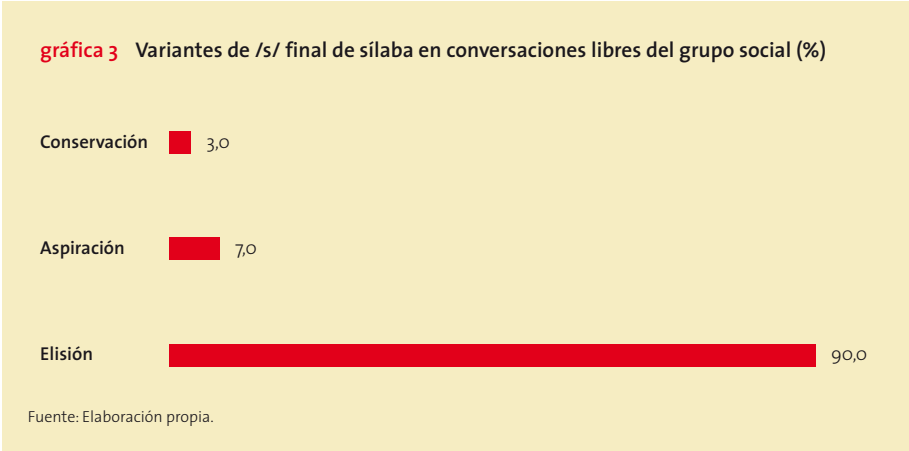 gráfica 3 Variantes de /s/ final de sílaba en conversaciones libres del grupo social (%)
Conservación 3,0
Aspiración 7,0
Elisión 90,0
Fuente: Elaboración propia.